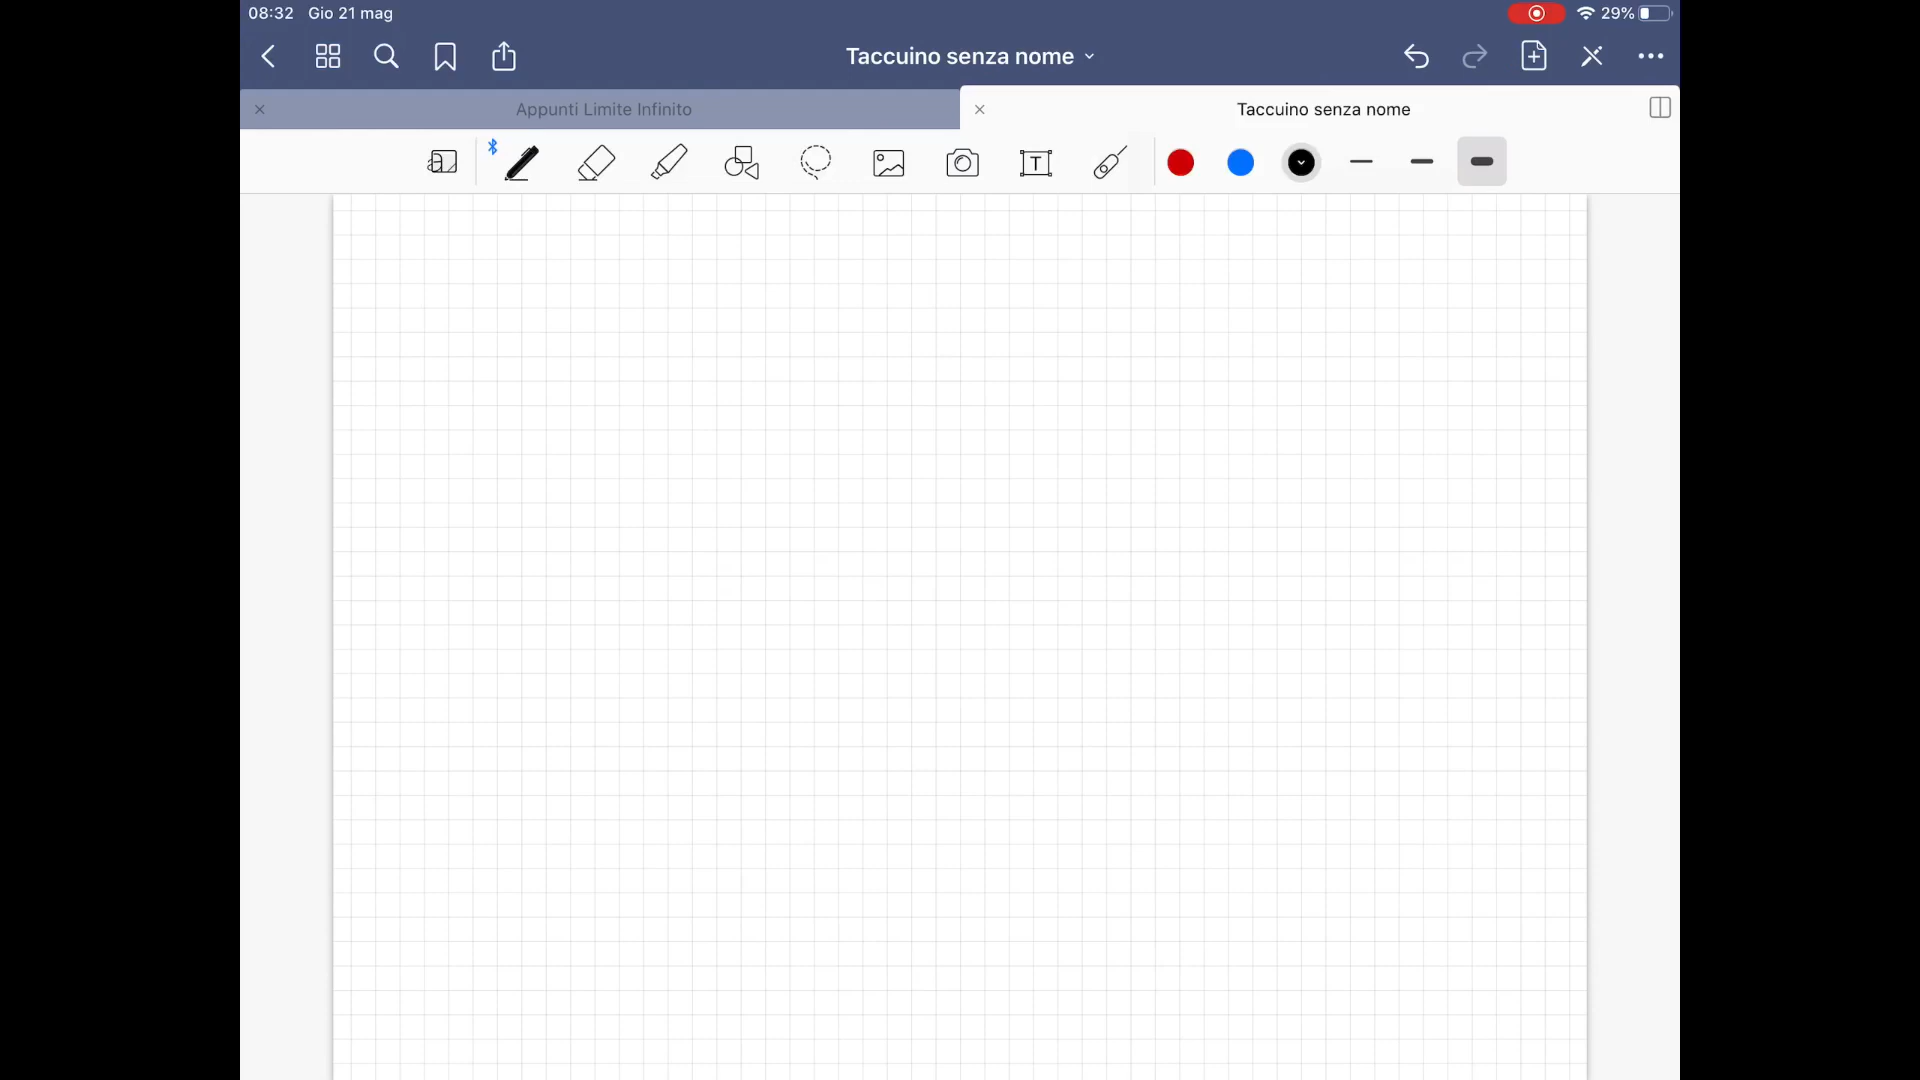 08:32 Gio 21 mag 29%
Taccuino senza nome
Appunti Limite Infinito Taccuino senza nome